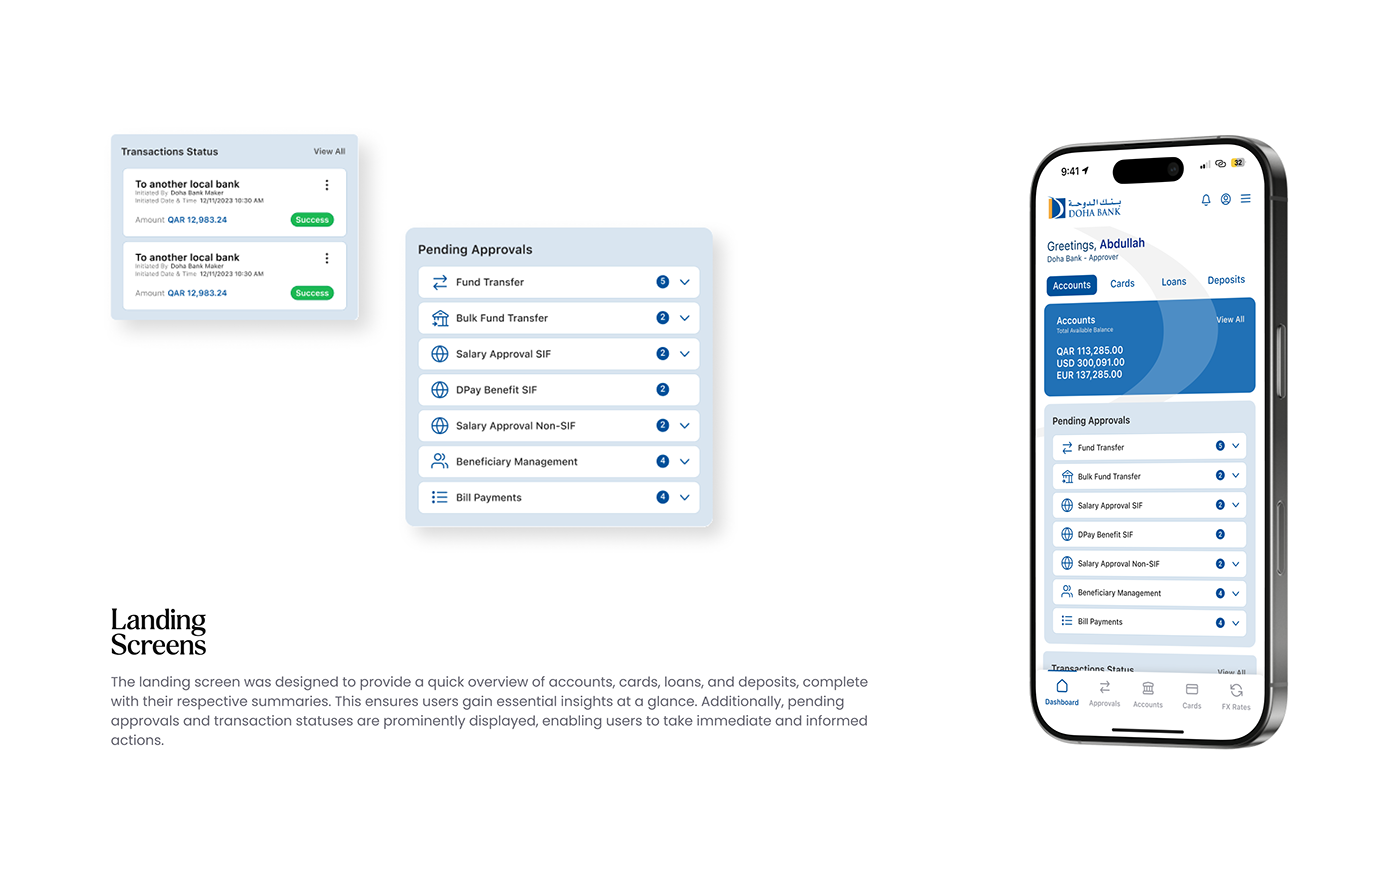 Transactions Status
View All
To another local bank
Initiated By Doha Bank Maker
Initiated Date & Time 12/11/2023 10:30 AM
Amount QAR 12,983.24
Success
To another local bank
Initiated By Doha Bank Maker
Initiated Date & Time 12/11/2023 10:30 AM
Amount QAR 12,983.24
Success
Pending Approvals
Fund Transfer 5
Bulk Fund Transfer 2
Salary Approval SIF 2
DPay Benefit SIF 2
Salary Approval Non-SIF 2
Beneficiary Management 4
Bill Payments 4
Landing
Screens
The landing screen was designed to provide a quick overview of accounts, cards, loans, and deposits, complete
with their respective summaries. This ensures users gain essential insights at a glance. Additionally, pending
approvals and transaction statuses are prominently displayed, enabling users to take immediate and informed
actions.
9:41
32
بنك الدوحة
DOHA BANK
Greetings, Abdullah
Doha Bank - Approver
Accounts Cards Loans Deposits
Accounts
View All
Total Available Balance
QAR 113,285.00
USD 300,091.00
EUR 137,285.00
Pending Approvals
Fund Transfer 5
Bulk Fund Transfer 2
Salary Approval SIF 2
DPay Benefit SIF 2
Salary Approval Non-SIF 2
Beneficiary Management 4
Bill Payments 4
Transactions Status View All
Dashboard Approvals Accounts Cards FX Rates